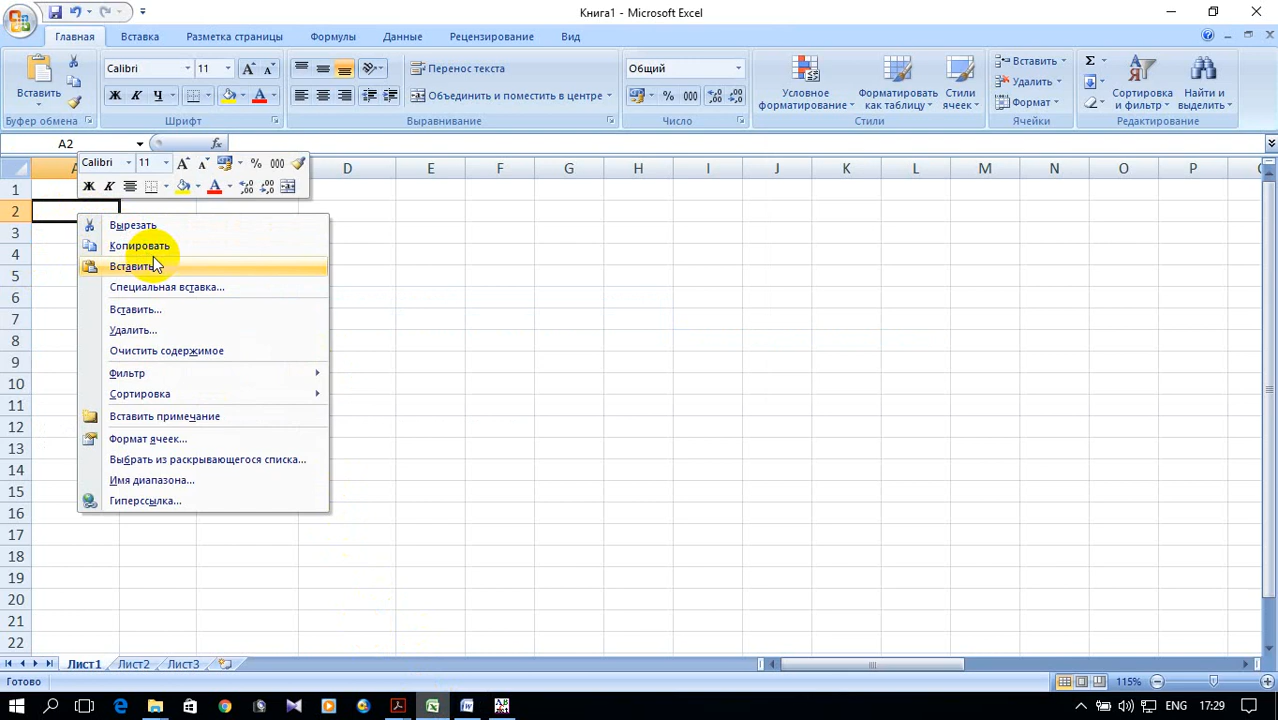 Книга1 - Microsoft Excel
Главная Вставка Разметка страницы Формулы Данные Рецензирование Вид
Вставить
Буфер обмена
Calibri 11
Ж К Ч
Шрифт
Перенос текста
Объединить и поместить в центре
Выравнивание
Общий
% 000
Число
Условное форматирование
Форматировать как таблицу
Стили ячеек
Стили
Вставить
Удалить
Формат
Ячейки
Σ
Сортировка и фильтр
Найти и выделить
Редактирование
A2 fx
Calibri 11 A A % 000
Ж К A
A D E F G H I J K L M N O P
1
2
3
4
5
6
7
8
9
10
11
12
13
14
15
16
17
18
19
20
21
22
Вырезать
Копировать
Вставить
Специальная вставка...
Вставить...
Удалить...
Очистить содержимое
Фильтр
Сортировка
Вставить примечание
Формат ячеек...
Выбрать из раскрывающегося списка...
Имя диапазона...
Гиперссылка...
Лист1 Лист2 Лист3
Готово 115%
ENG 17:29